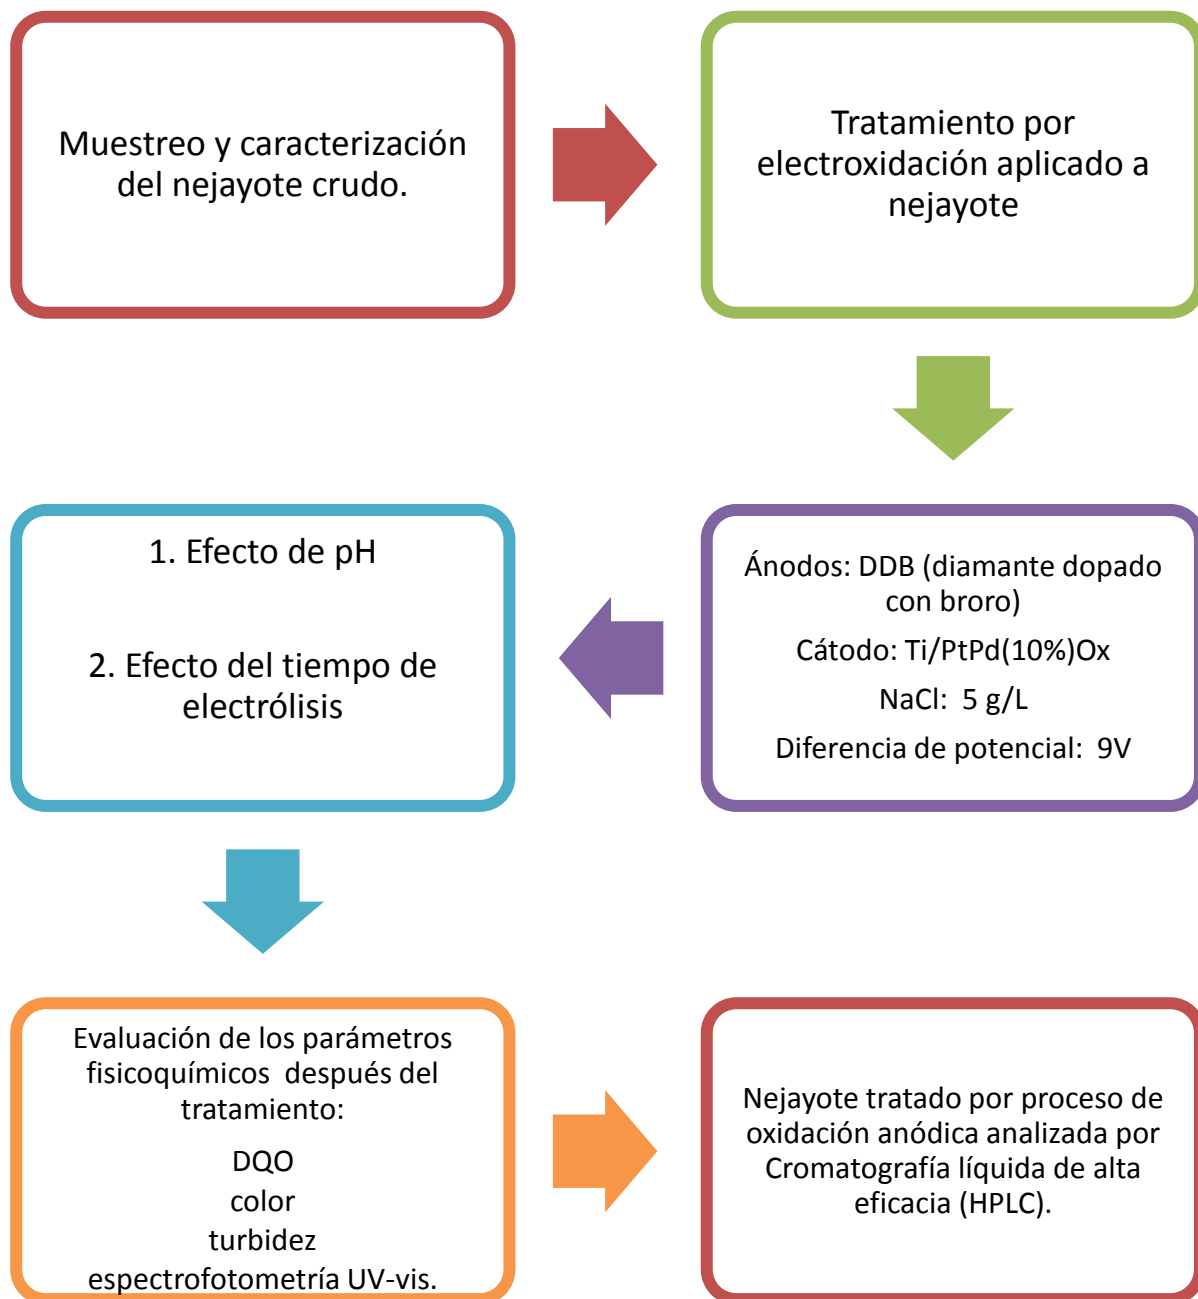 Muestreo y caracterización
del nejayote crudo.
Tratamiento por
electroxidación aplicado a
nejayote
Ánodos: DDB (diamante dopado
con broro)
Cátodo: Ti/PtPd(10%)Ox
NaCl: 5 g/L
Diferencia de potencial: 9V
1. Efecto de pH
2. Efecto del tiempo de
electrólisis
Evaluación de los parámetros
fisicoquímicos después del
tratamiento:
DQO
color
turbidez
espectrofotometría UV-vis.
Nejayote tratado por proceso de
oxidación anódica analizada por
Cromatografía líquida de alta
eficacia (HPLC).